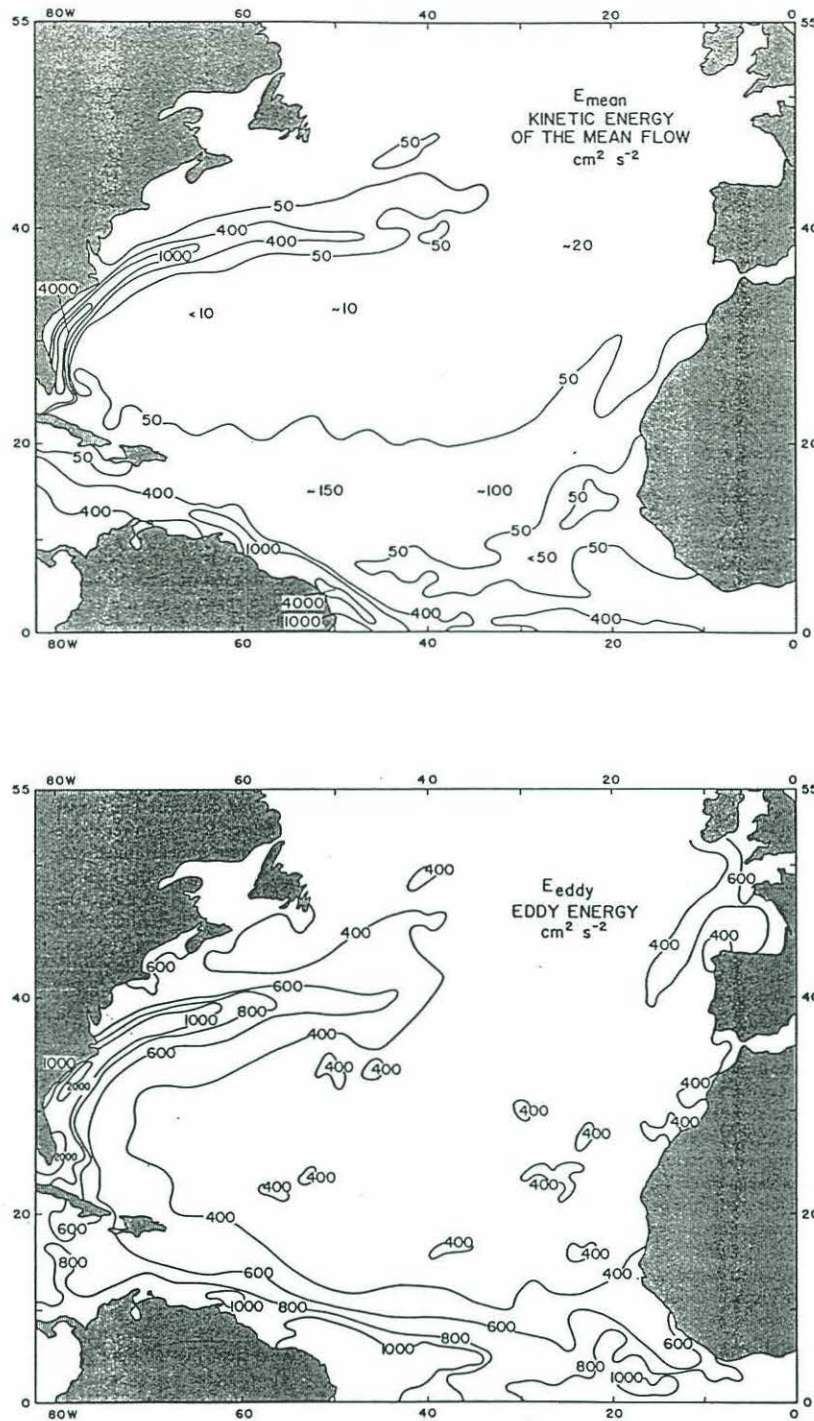 80W 60 40 20 0
55 55
E mean
KINETIC ENERGY
OF THE MEAN FLOW
cm² s⁻²
50
50
40 400 400 50 ~20 40
1000 50
4000
<10 ~10
50
20 50 20
50
~150 ~100
400 50
400 50
1000 50 <50 50
4000 400 400
1000
0 0
80W 60 40 20 0
80W 60 40 20 0
55 55
400
E eddy
EDDY ENERGY
cm² s⁻²
600
400
600 400 400
40 600 40
1000 800
600 400
1000 400 400 400
2000
400 400
400
2000
400 400 400
20 400 20
600
800 400 400 400
600
1000 800 600 600
1000 800 800 1000
0 0
80W 60 40 20 0